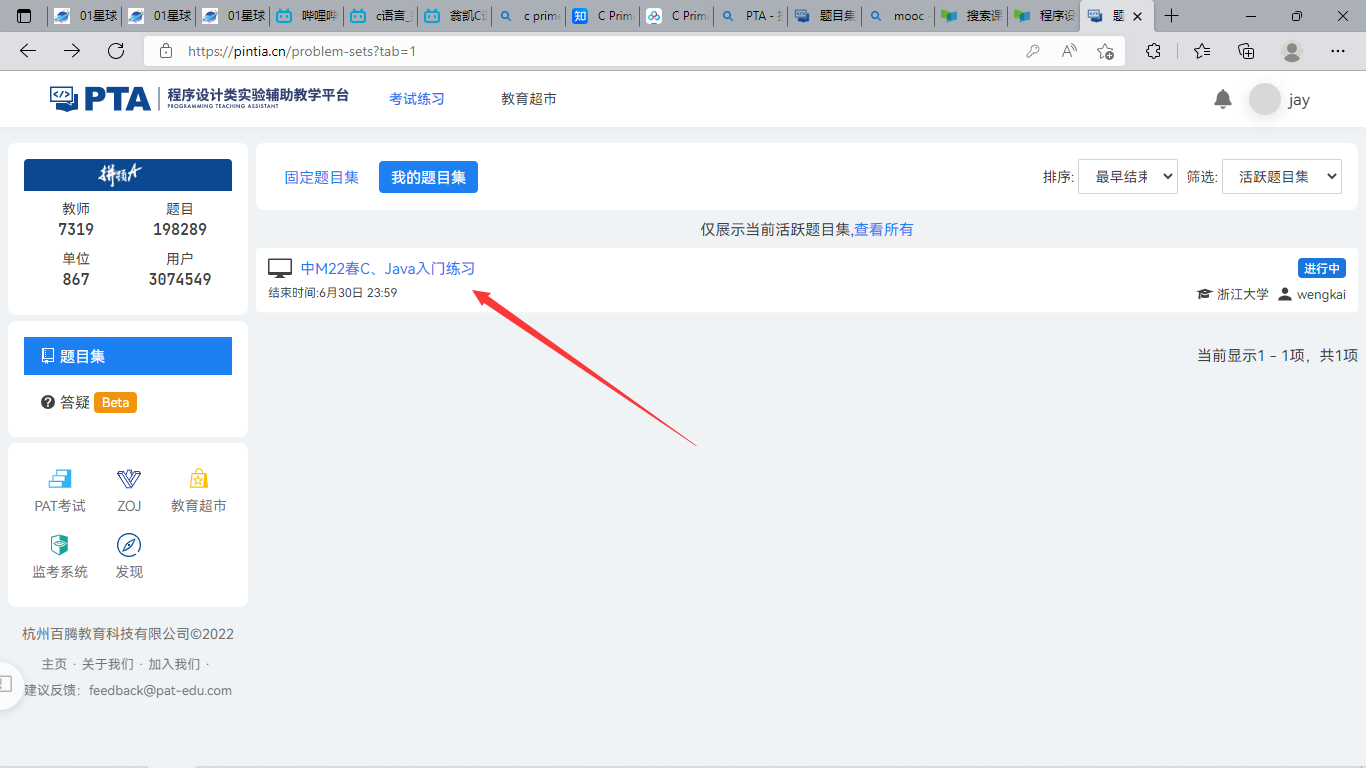 01星球
01星球
01星球
哔哩哔
c语言_
翁凯C语
c prime
C Prim
C Prim
PTA -
题目集
mooc -
搜索课
程序设
题
https://pintia.cn/problem-sets?tab=1
PTA
程序设计类实验辅助教学平台
PROGRAMMING TEACHING ASSISTANT
考试练习
教育超市
jay
拼题A
教师 题目
7319 198289
单位 用户
867 3074549
题目集
答疑 Beta
PAT考试 ZOJ 教育超市
监考系统 发现
杭州百腾教育科技有限公司©2022
主页 · 关于我们 · 加入我们 ·
建议反馈：feedback@pat-edu.com
固定题目集 我的题目集
排序: 最早结束 筛选: 活跃题目集
仅展示当前活跃题目集,查看所有
中M22春C、Java入门练习
进行中
结束时间:6月30日 23:59
浙江大学 wengkai
当前显示1 - 1项，共1项